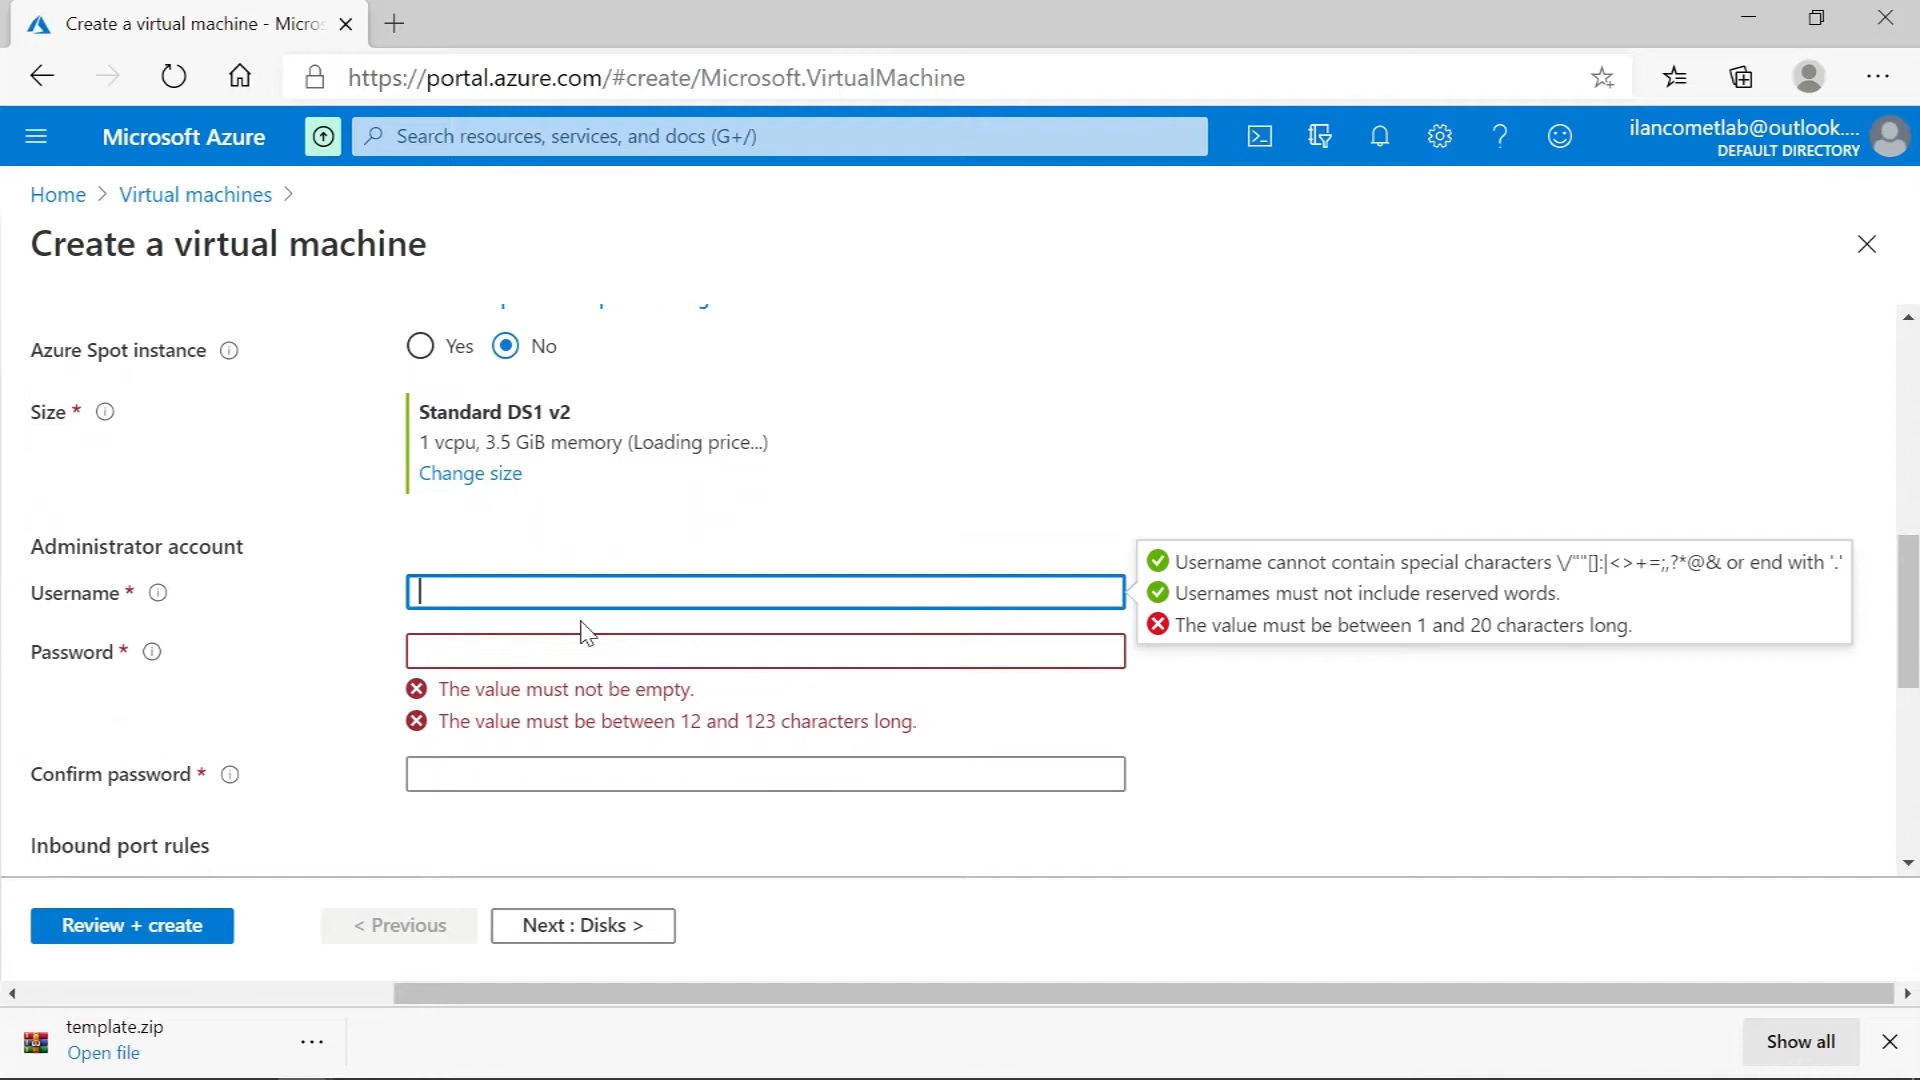 Create a virtual machine - Micros
https://portal.azure.com/#create/Microsoft.VirtualMachine
Microsoft Azure
Search resources, services, and docs (G+/)
ilancometlab@outlook....
DEFAULT DIRECTORY
Home > Virtual machines >
Create a virtual machine
Azure Spot instance
Yes
No
Size *
Standard DS1 v2
1 vcpu, 3.5 GiB memory (Loading price...)
Change size
Administrator account
Username *
Username cannot contain special characters \/""[]:|<>+=;,?*@& or end with '.'
Usernames must not include reserved words.
The value must be between 1 and 20 characters long.
Password *
The value must not be empty.
The value must be between 12 and 123 characters long.
Confirm password *
Inbound port rules
Review + create
< Previous
Next : Disks >
template.zip
Open file
Show all